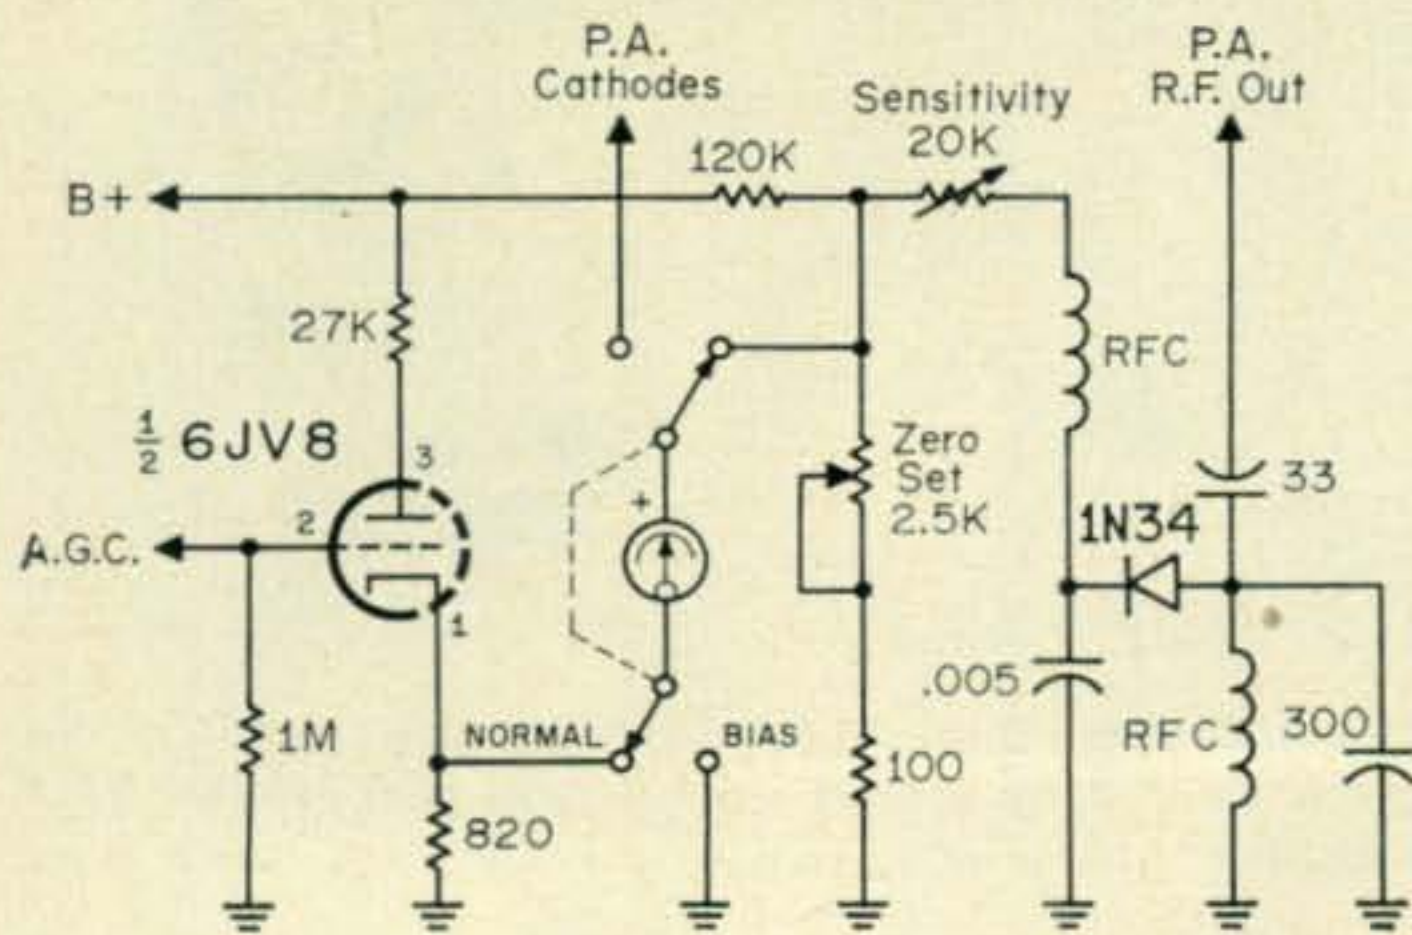 P.A.
Cathodes
P.A.
R.F. Out
Sensitivity
20K
120K
B+
27K
RFC
½ 6JV8
3
Zero
Set
2.5K
33
+
1N34
2
A.G.C.
1
.005
RFC
300
1M
NORMAL
BIAS
100
820